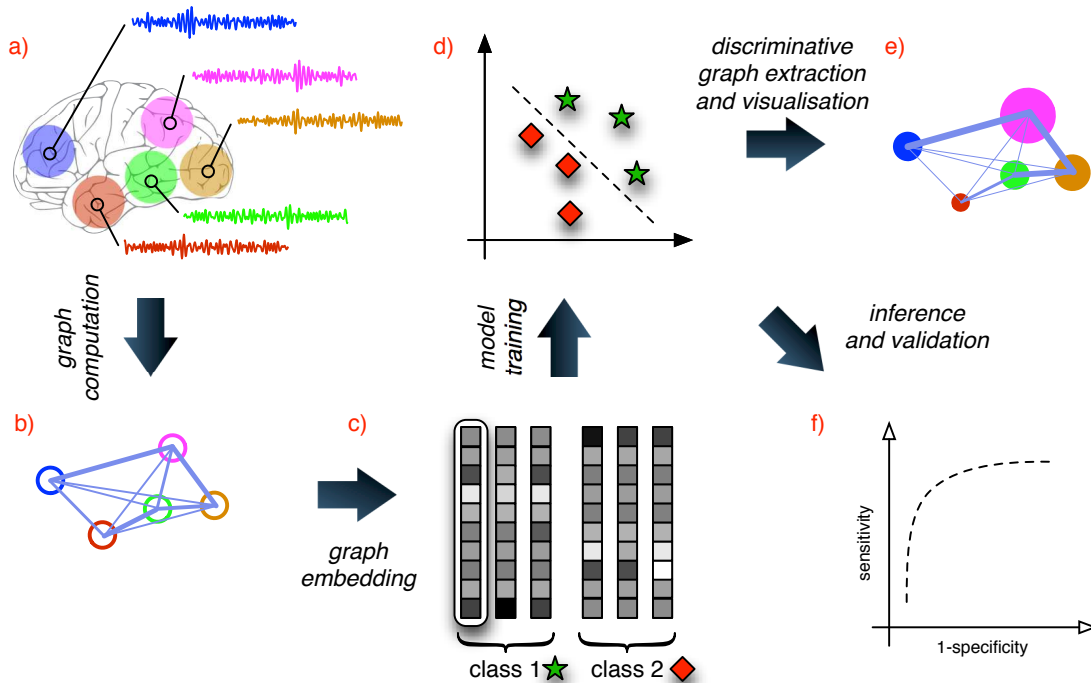 a)
graph
computation
b)
graph
embedding
c)
class 1
class 2
model
training
d)
discriminative
graph extraction
and visualisation
e)
inference
and validation
f)
sensitivity
1-specificity